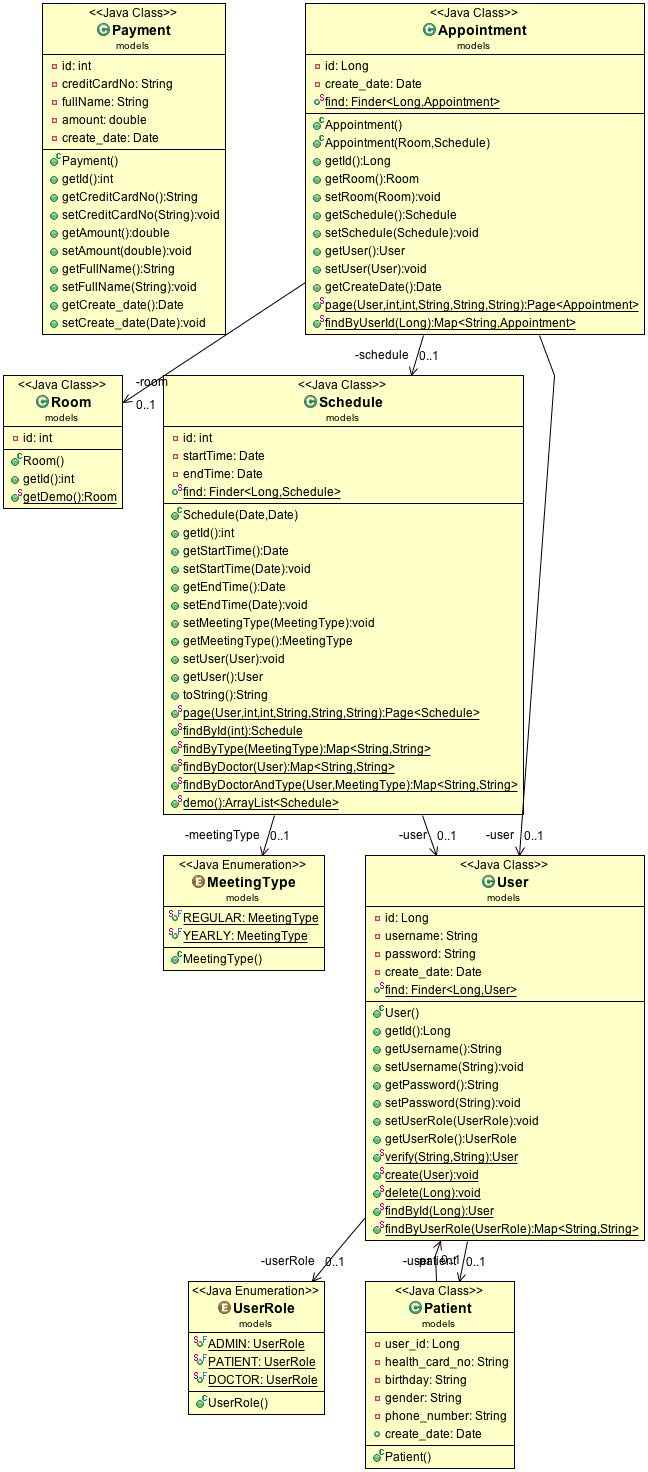 <<Java Class>>
Payment
models
id: int
creditCardNo: String
fullName: String
amount: double
create_date: Date
Payment()
getId():int
getCreditCardNo():String
setCreditCardNo(String):void
getAmount():double
setAmount(double):void
getFullName():String
setFullName(String):void
getCreate_date():Date
setCreate_date(Date):void
<<Java Class>>
Appointment
models
id: Long
create_date: Date
find: Finder<Long,Appointment>
Appointment()
Appointment(Room,Schedule)
getId():Long
getRoom():Room
setRoom(Room):void
getSchedule():Schedule
setSchedule(Schedule):void
getUser():User
setUser(User):void
getCreateDate():Date
page(User,int,int,String,String,String):Page<Appointment>
findByUserId(Long):Map<String,Appointment>
-schedule 0..1
-room
0..1
<<Java Class>>
Room
models
id: int
Room()
getId():int
getDemo():Room
<<Java Class>>
Schedule
models
id: int
startTime: Date
endTime: Date
find: Finder<Long,Schedule>
Schedule(Date,Date)
getId():int
getStartTime():Date
setStartTime(Date):void
getEndTime():Date
setEndTime(Date):void
setMeetingType(MeetingType):void
getMeetingType():MeetingType
setUser(User):void
getUser():User
toString():String
page(User,int,int,String,String,String):Page<Schedule>
findById(int):Schedule
findByType(MeetingType):Map<String,String>
findByDoctor(User):Map<String,String>
findByDoctorAndType(User,MeetingType):Map<String,String>
demo():ArrayList<Schedule>
-meetingType 0..1
-user 0..1
-user 0..1
<<Java Enumeration>>
MeetingType
models
REGULAR: MeetingType
YEARLY: MeetingType
MeetingType()
<<Java Class>>
User
models
id: Long
username: String
password: String
create_date: Date
find: Finder<Long,User>
User()
getId():Long
getUsername():String
setUsername(String):void
getPassword():String
setPassword(String):void
setUserRole(UserRole):void
getUserRole():UserRole
verify(String,String):User
create(User):void
delete(Long):void
findById(Long):User
findByUserRole(UserRole):Map<String,String>
-userRole 0..1
-user 0..1
-patient 0..1
<<Java Enumeration>>
UserRole
models
ADMIN: UserRole
PATIENT: UserRole
DOCTOR: UserRole
UserRole()
<<Java Class>>
Patient
models
user_id: Long
health_card_no: String
birthday: String
gender: String
phone_number: String
create_date: Date
Patient()